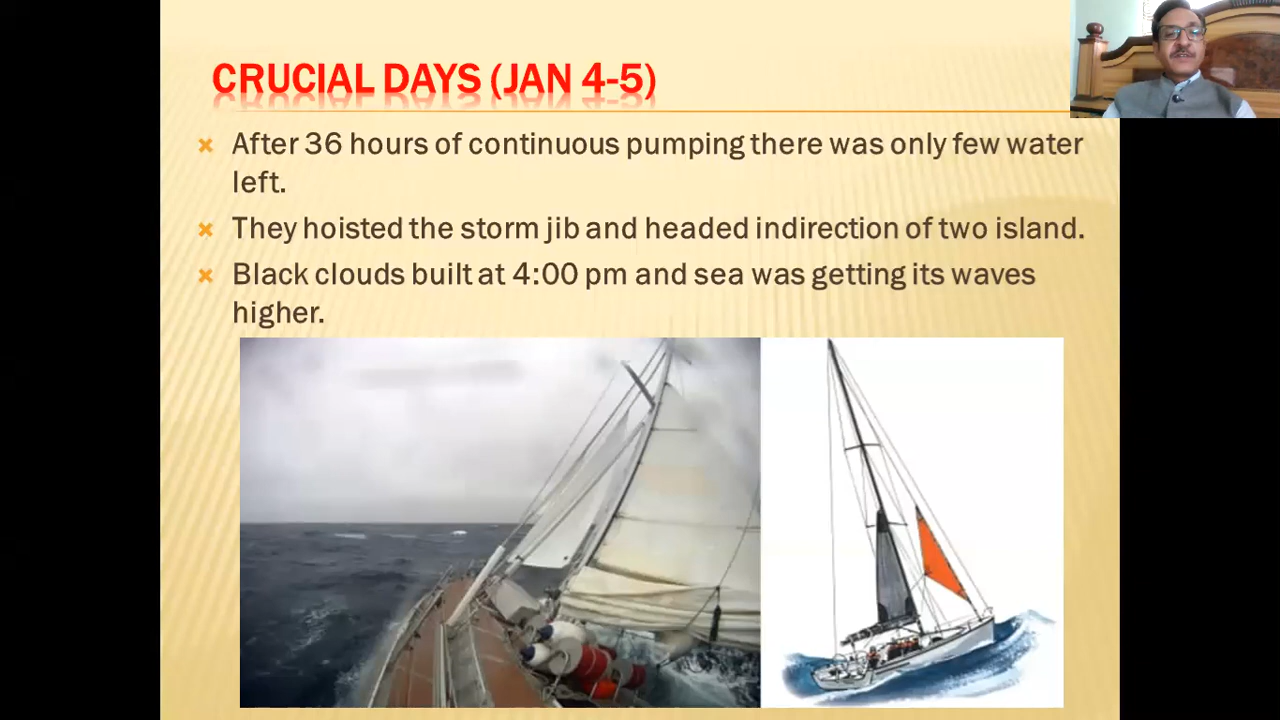 CRUCIAL DAYS (JAN 4-5)
After 36 hours of continuous pumping there was only few water
left.
They hoisted the storm jib and headed indirection of two island.
Black clouds built at 4:00 pm and sea was getting its waves
higher.